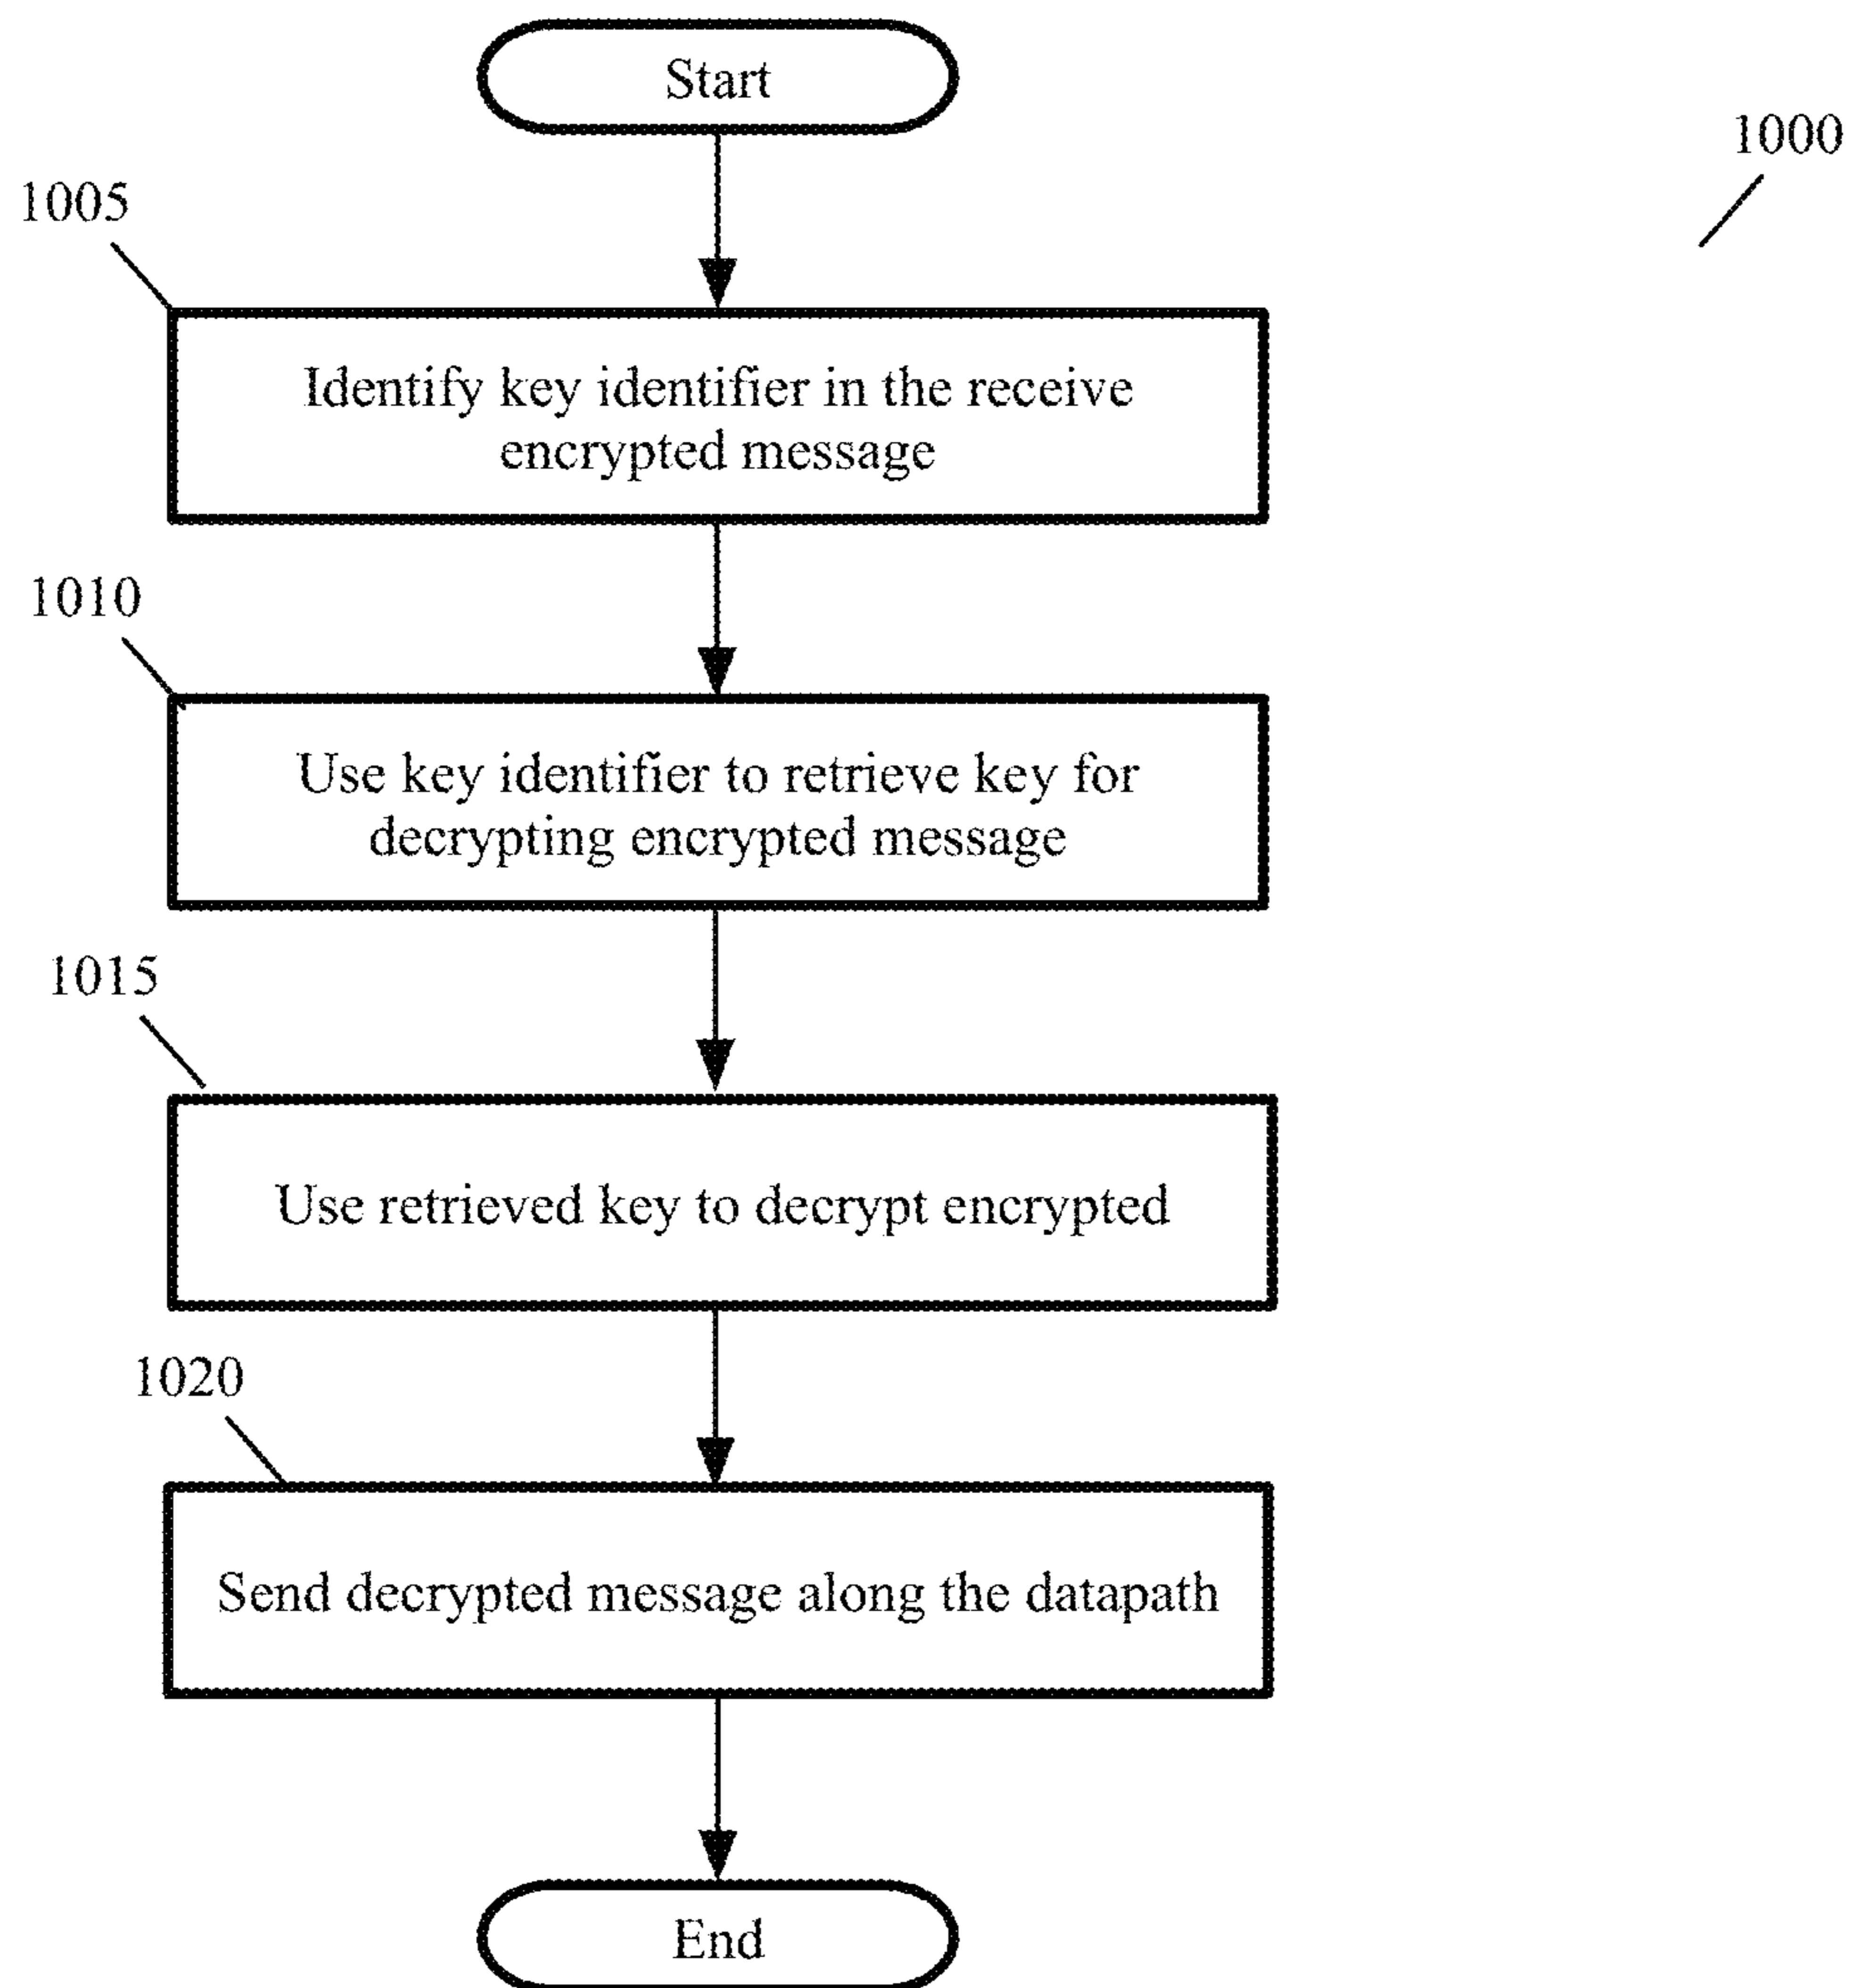 Start
1000
1005
Identify key identifier in the receive
encrypted message
1010
Use key identifier to retrieve key for
decrypting encrypted message
1015
Use retrieved key to decrypt encrypted
1020
Send decrypted message along the datapath
End